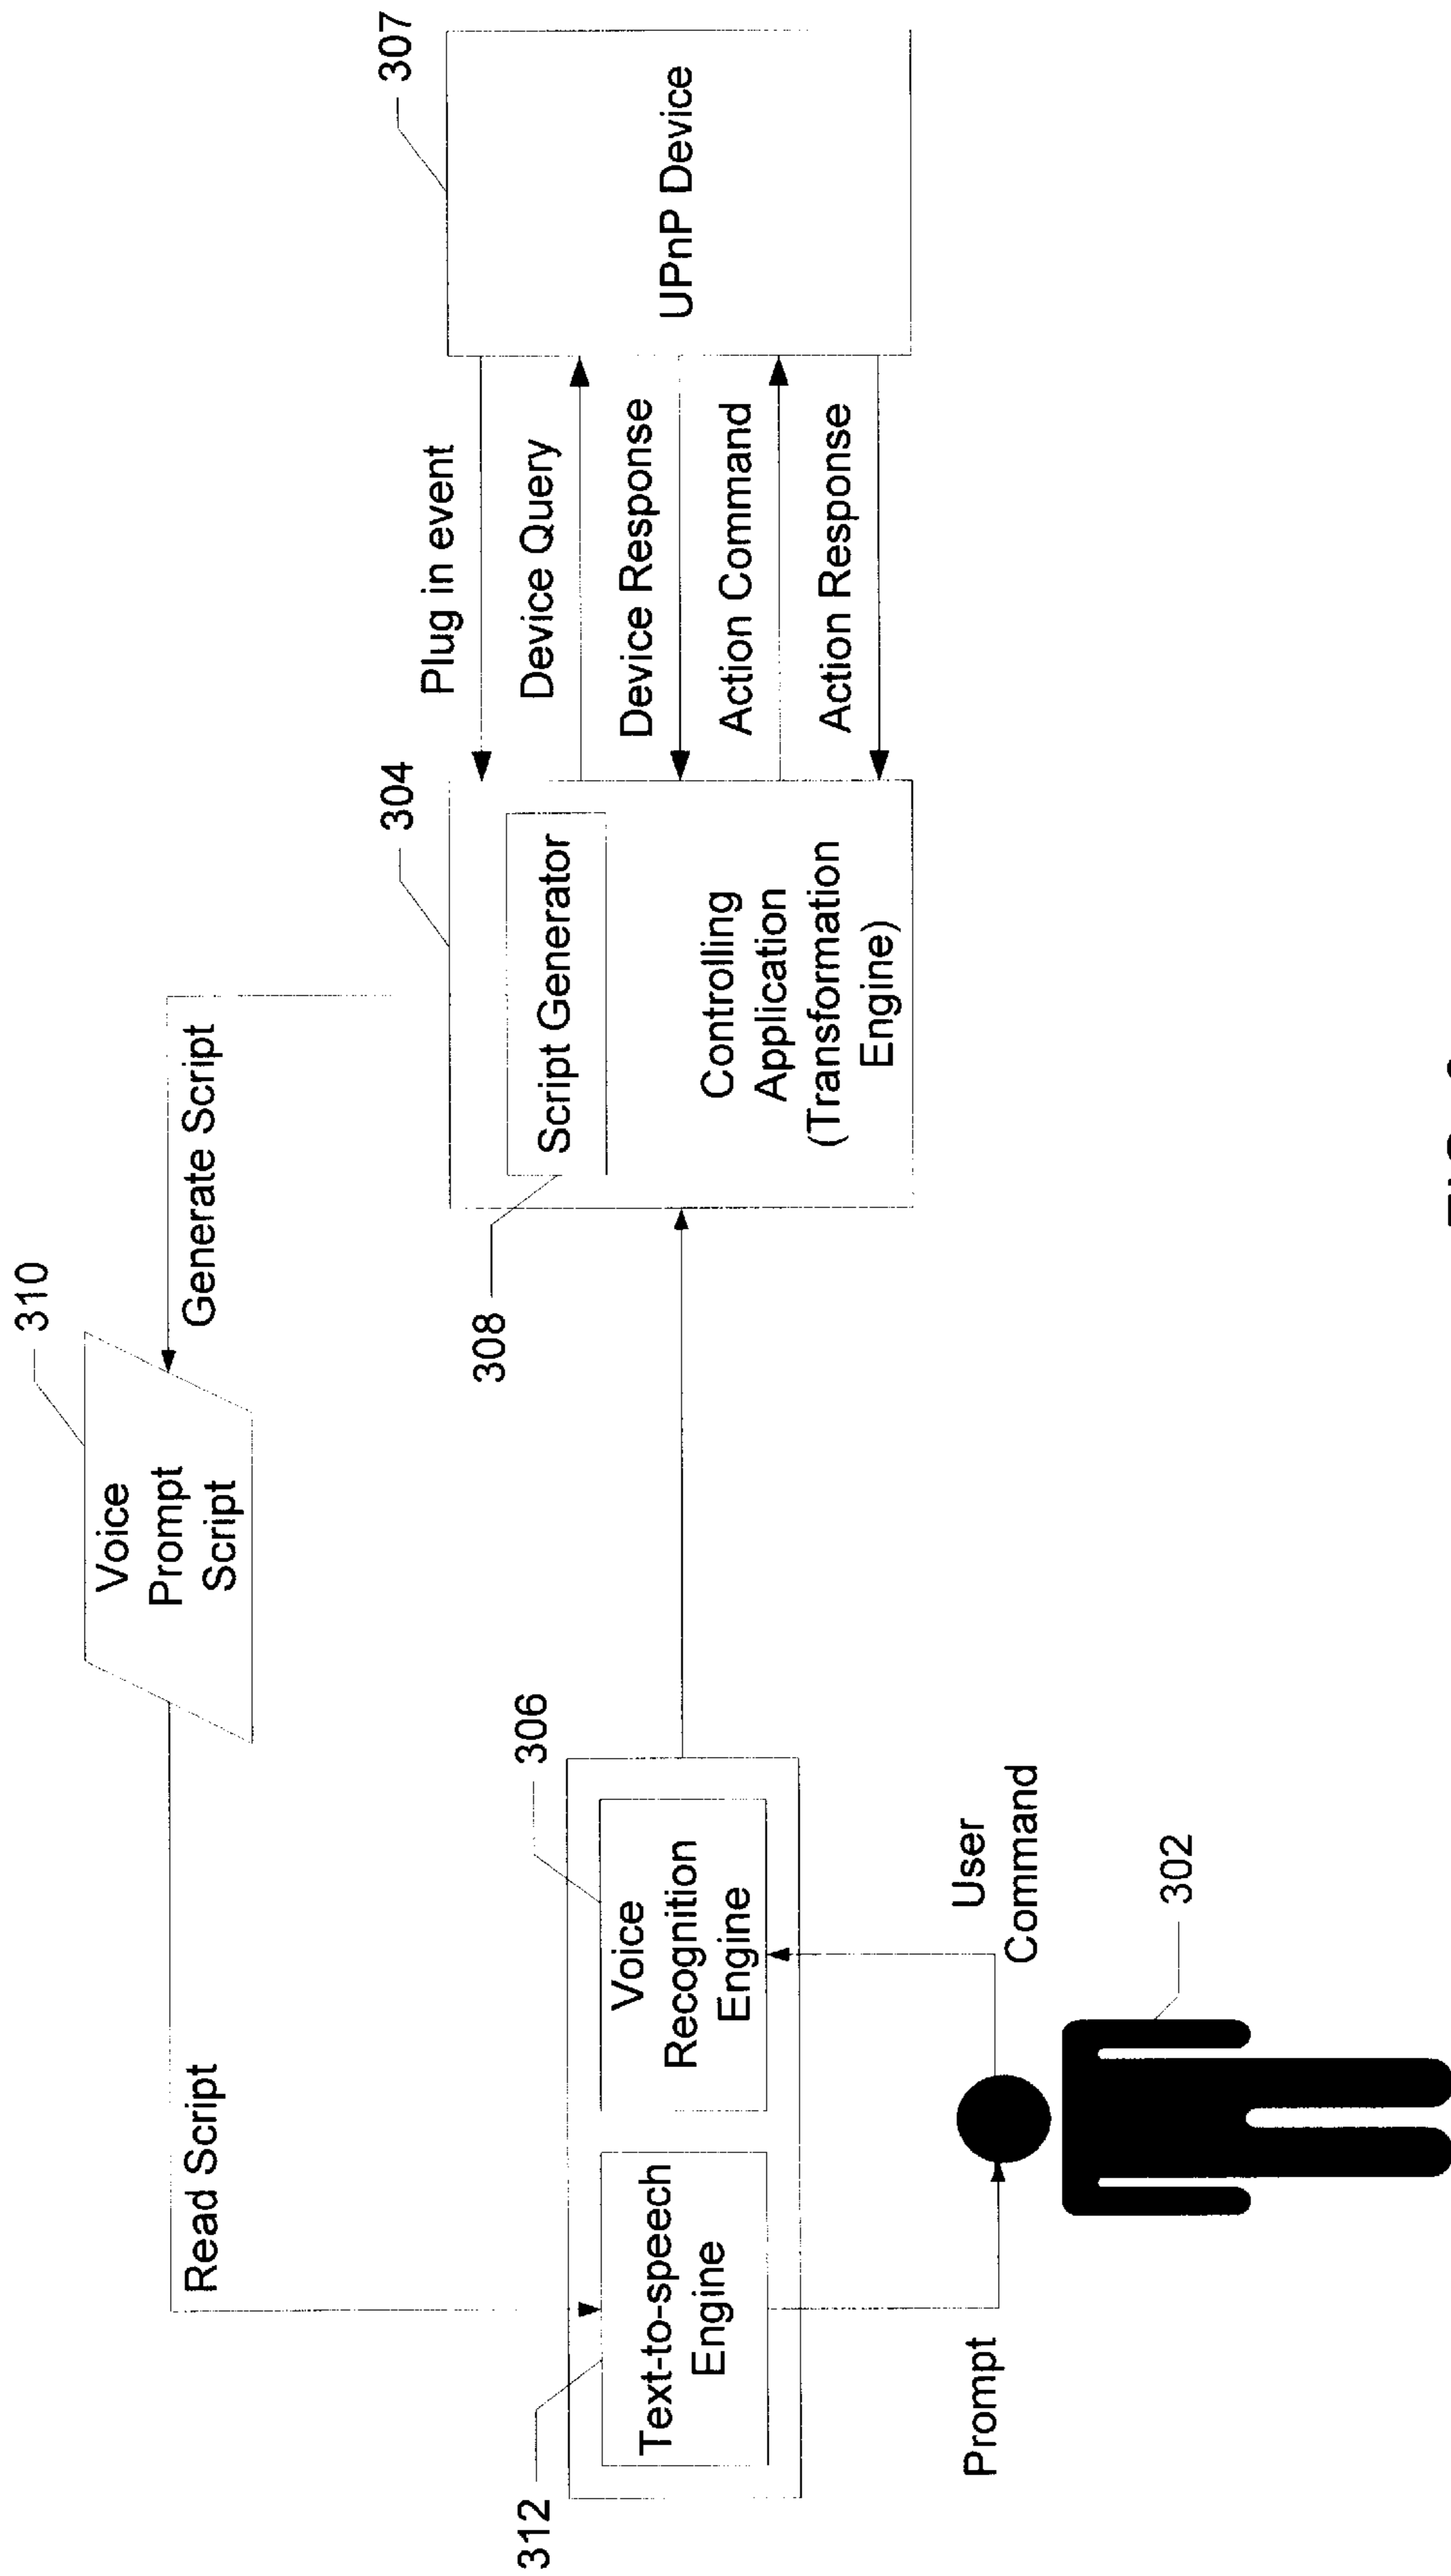 310
Voice
Prompt
Script
Generate Script
Read Script
304
307
Script Generator
308
Controlling
Application
(Transformation
Engine)
Plug in event
Device Query
Device Response
Action Command
Action Response
UPnP Device
312
Text-to-speech
Engine
306
Voice
Recognition
Engine
Prompt
User
Command
302